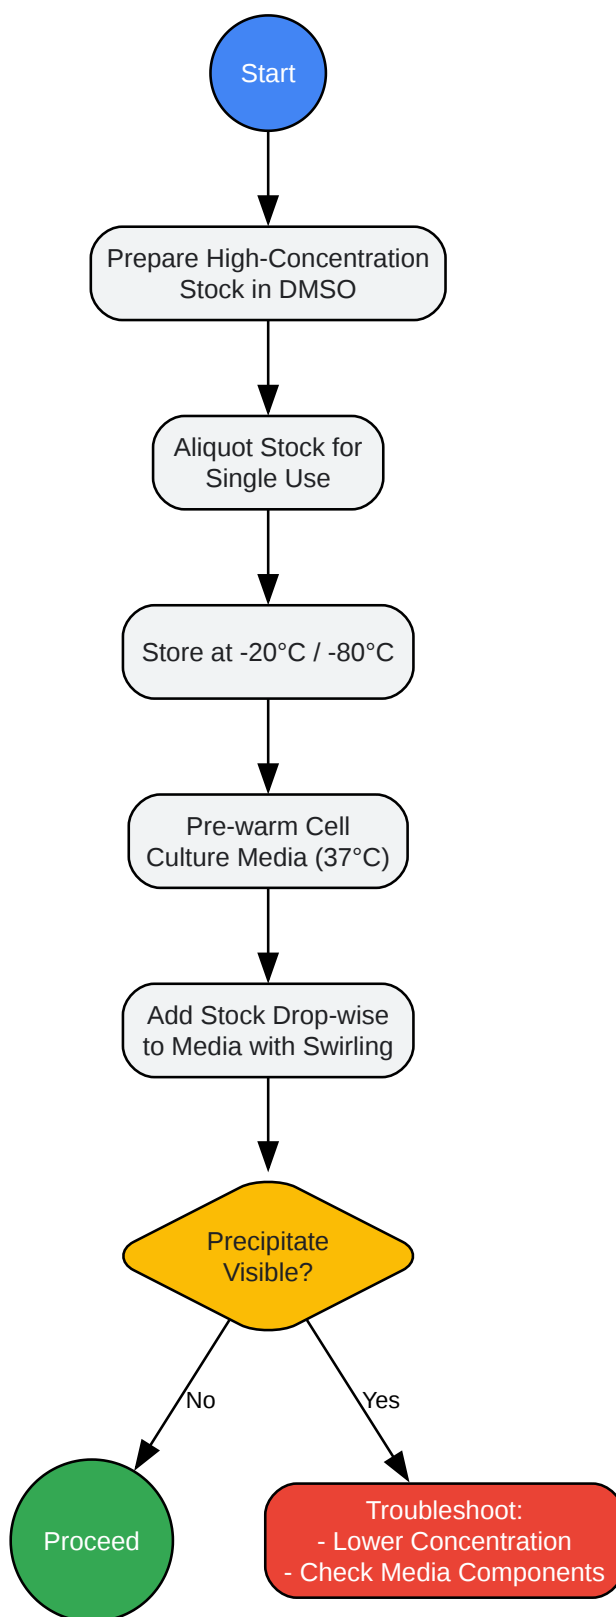 Start
Prepare High-Concentration
Stock in DMSO
Aliquot Stock for
Single Use
Store at -20°C / -80°C
Pre-warm Cell
Culture Media (37°C)
Add Stock Drop-wise
to Media with Swirling
Precipitate
Visible?
No
Yes
Proceed
Troubleshoot:
- Lower Concentration
- Check Media Components